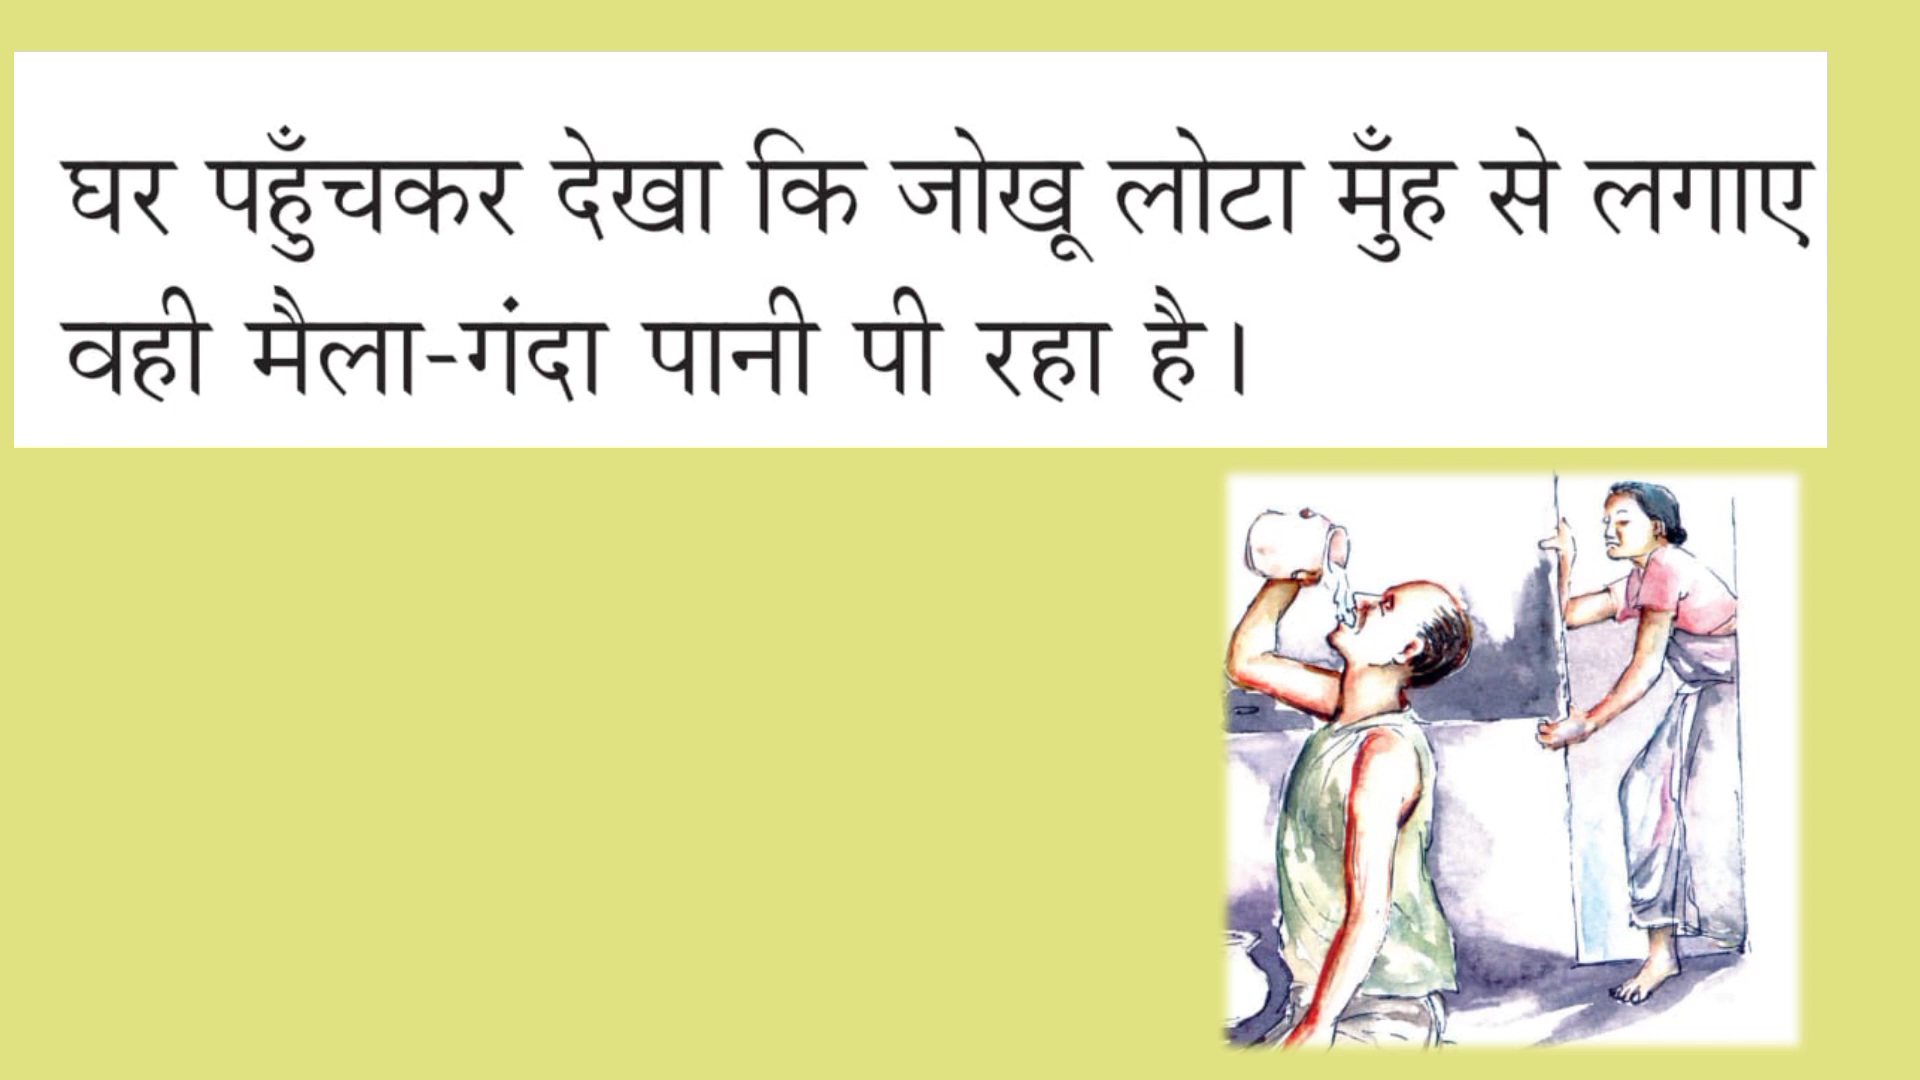 घर पहुँचकर देखा कि जोखू लोटा मुँह से लगाए
वही मैला-गंदा पानी पी रहा है।